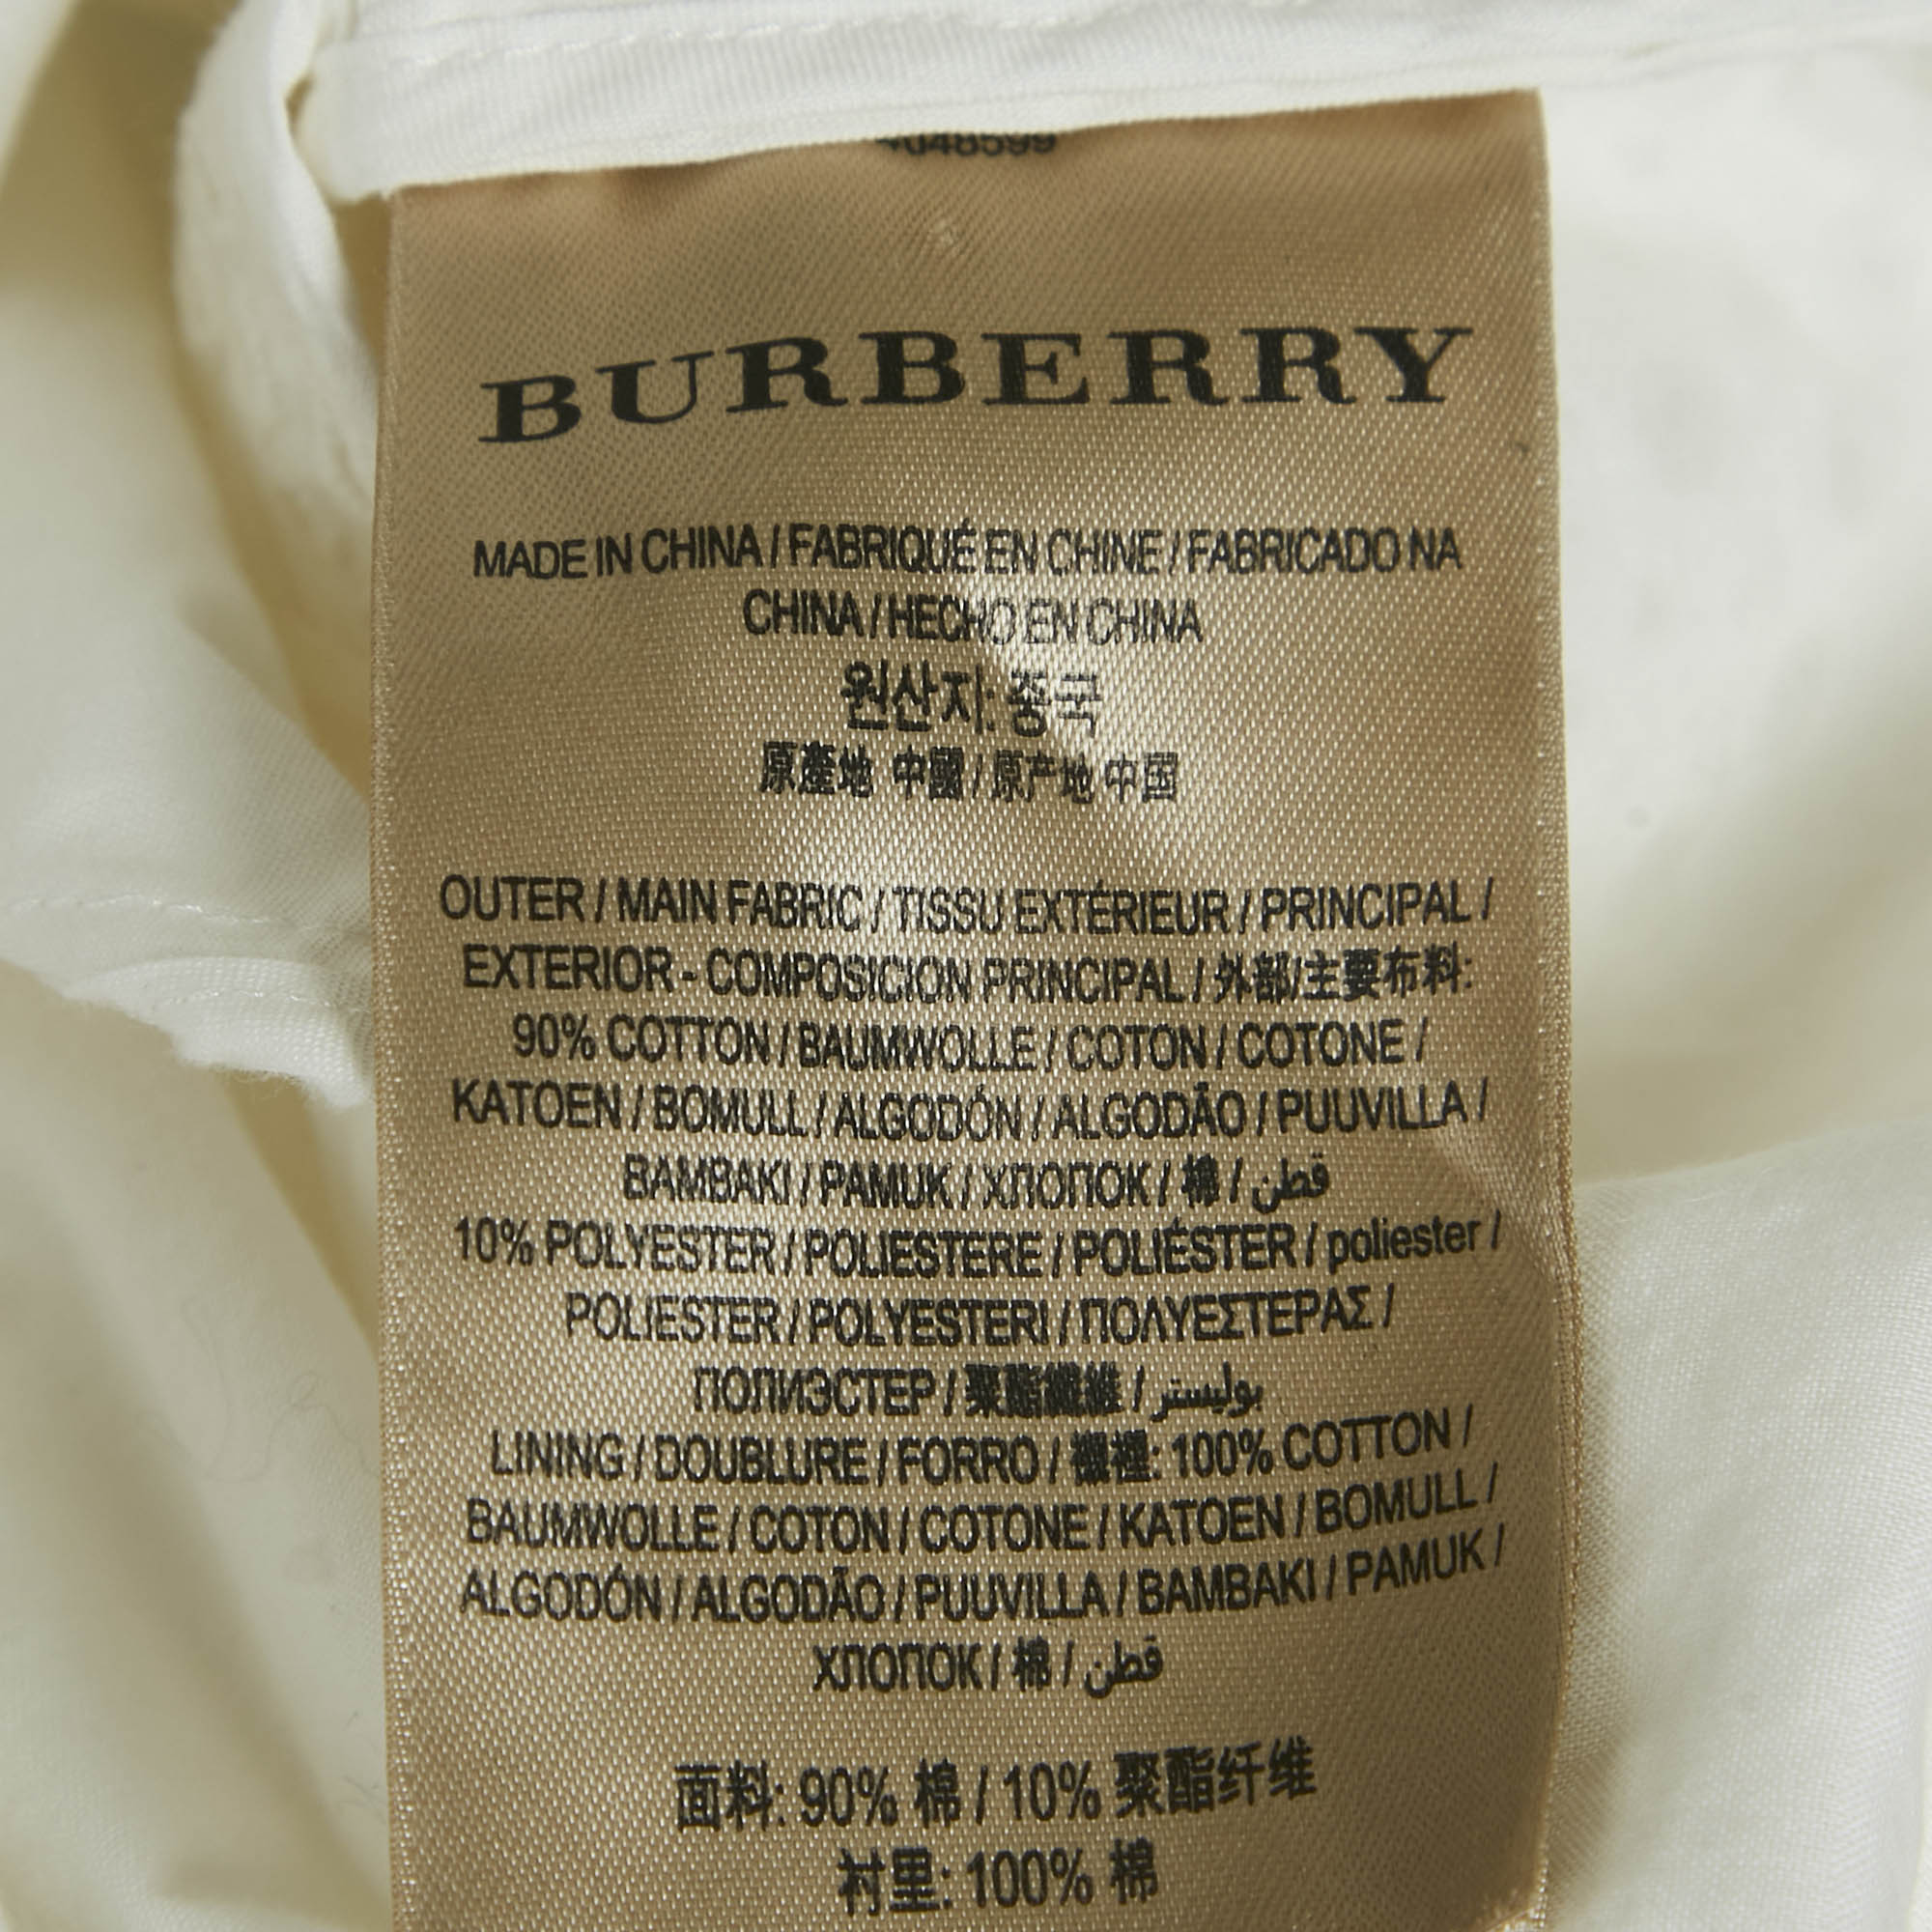 4048599
BURBERRY
MADE IN CHINA / FABRIQUÉ EN CHINE / FABRICADO NA
CHINA / HECHO EN CHINA
원산지: 중국
原產地 中國 / 原产地 中国
OUTER / MAIN FABRIC / TISSU EXTÉRIEUR / PRINCIPAL /
EXTERIOR - COMPOSICION PRINCIPAL / 外部/主要布料:
90% COTTON / BAUMWOLLE / COTON / COTONE /
KATOEN / BOMULL / ALGODÓN / ALGODÃO / PUUVILLA /
BAMBAKI / PAMUK / ХЛОПОК / 棉 / قطن
10% POLYESTER / POLIESTERE / POLIÉSTER / poliester /
POLIESTER / POLYESTERI / ΠΟΛΥΕΣΤΕΡΑΣ /
ПОЛИЭСТЕР / 聚酯纖維 / بوليستر
LINING / DOUBLURE / FORRO / 襯裡: 100% COTTON /
BAUMWOLLE / COTON / COTONE / KATOEN / BOMULL /
ALGODÓN / ALGODÃO / PUUVILLA / BAMBAKI / PAMUK /
ХЛОПОК / 棉 / قطن
面料: 90% 棉 / 10% 聚酯纤维
衬里: 100% 棉